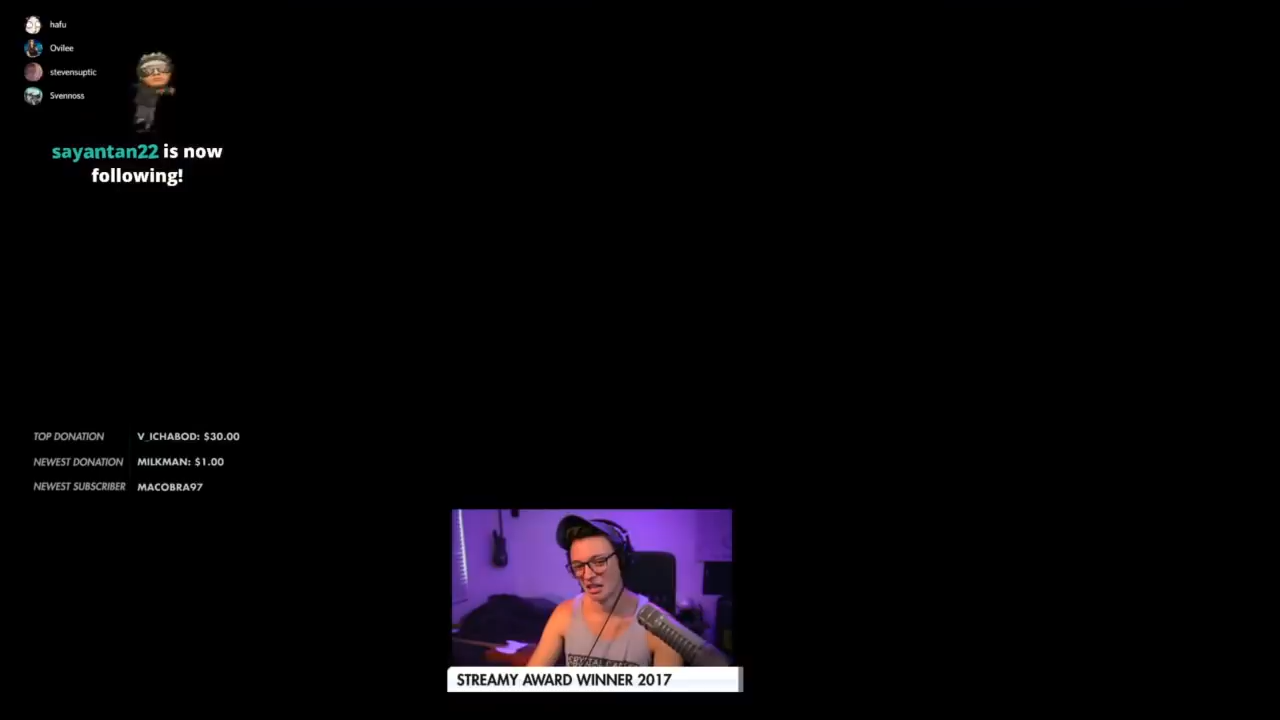 hafu
Ovilee
stevensuptic
Svennoss
sayantan22 is now
following!
TOP DONATION V_ICHABOD: $30.00
NEWEST DONATION MILKMAN: $1.00
NEWEST SUBSCRIBER MACOBRA97
STREAMY AWARD WINNER 2017